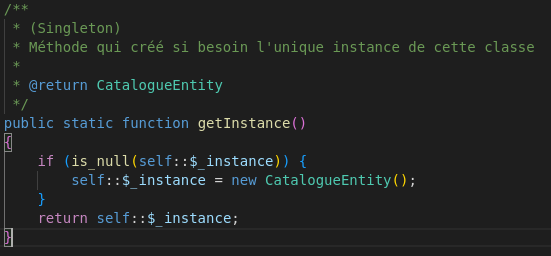 /**
 * (Singleton)
 * Méthode qui créé si besoin l'unique instance de cette classe
 *
 * @return CatalogueEntity
 */
public static function getInstance()
{
    if (is_null(self::$_instance)) {
        self::$_instance = new CatalogueEntity();
    }
    return self::$_instance;
}